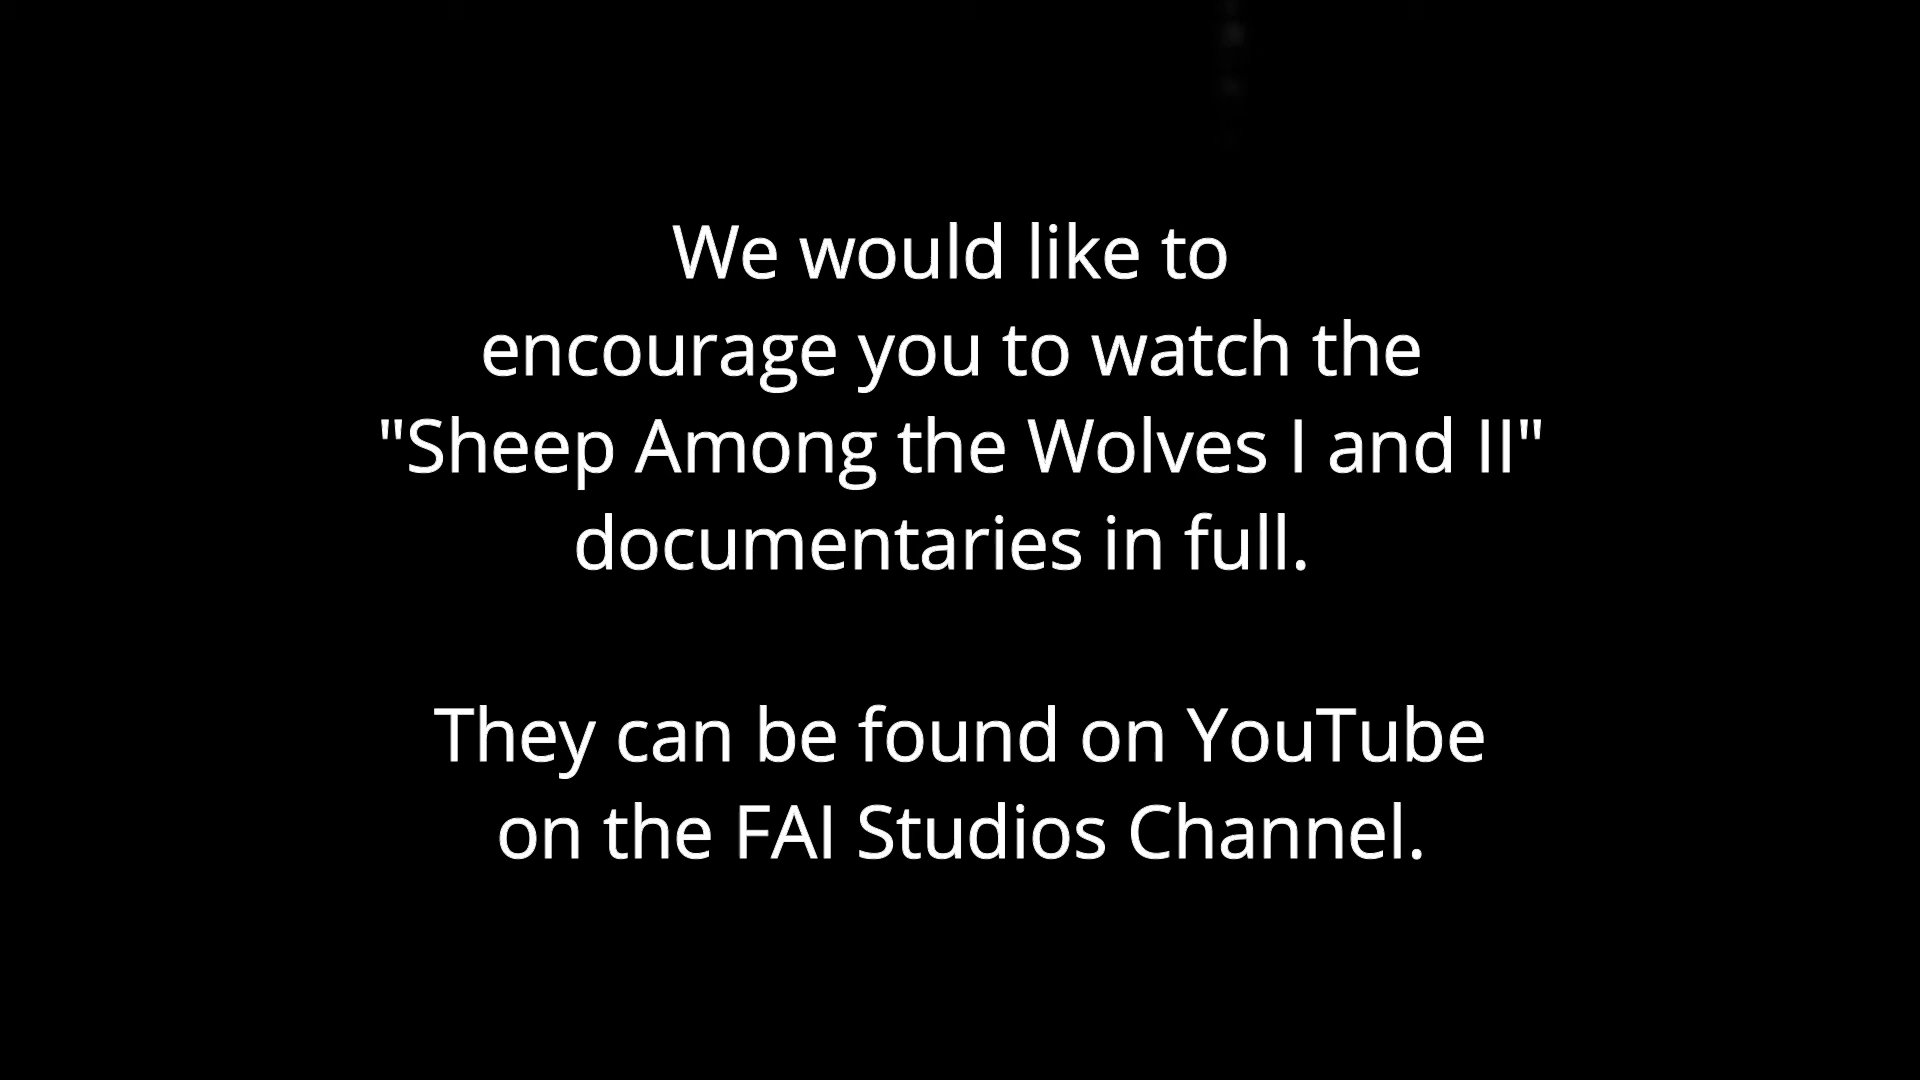 We would like to
encourage you to watch the
"Sheep Among the Wolves I and II"
documentaries in full.
They can be found on YouTube
on the FAI Studios Channel.